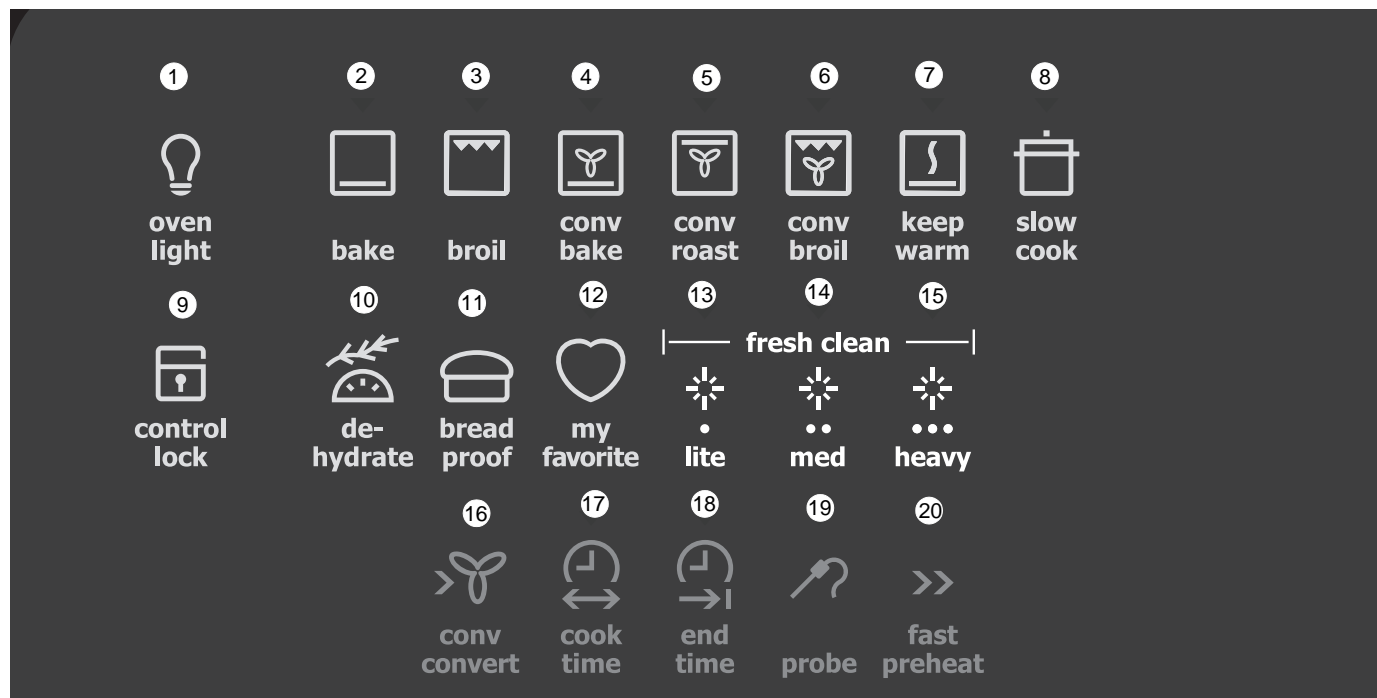 1 2 3 4 5 6 7 8
oven light
bake
broil
conv bake
conv roast
conv broil
keep warm
slow cook
9 10 11 12 13 14 15
fresh clean
control lock
de-
hydrate
bread proof
my favorite
lite
med
heavy
16 17 18 19 20
conv convert
cook time
end time
probe
fast preheat